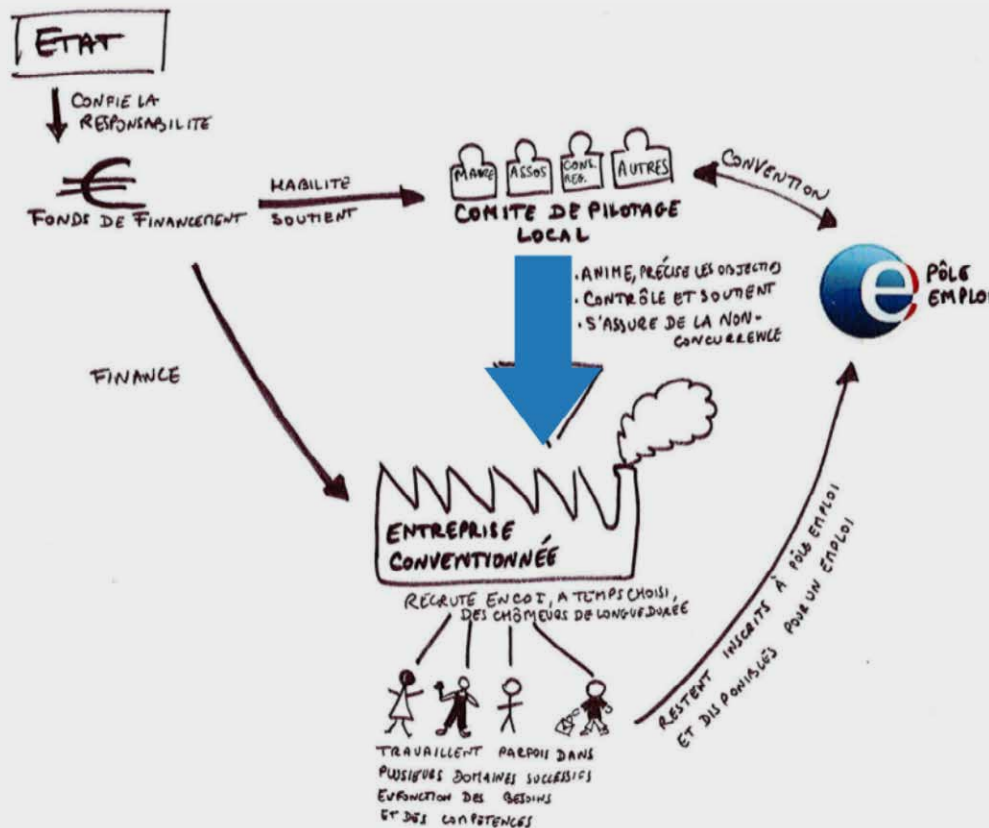 ETAT
CONFIE LA
RESPONSABILITÉ
€
FONDS DE FINANCEMENT
HABILITE
SOUTIENT
MAIRE
ASSOS
CONS.
REG.
AUTRES
COMITE DE PILOTAGE
LOCAL
CONVENTION
e
PÔLE
EMPLOI
• ANIME, PRÉCISE LES OBJECTIFS
• CONTRÔLE ET SOUTIENT
• S'ASSURE DE LA NON-
CONCURRENCE
FINANCE
ENTREPRISE
CONVENTIONNÉE
RECRUTE EN CDI, A TEMPS CHOISI,
DES CHÔMEURS DE LONGUE DURÉE
RESTENT INSCRITS À PÔLE EMPLOI
ET DISPONIBLES POUR UN EMPLOI
TRAVAILLENT PARFOIS DANS
PLUSIEURS DOMAINES SUCCESSIFS
EN FONCTION DES BESOINS
ET DES COMPÉTENCES